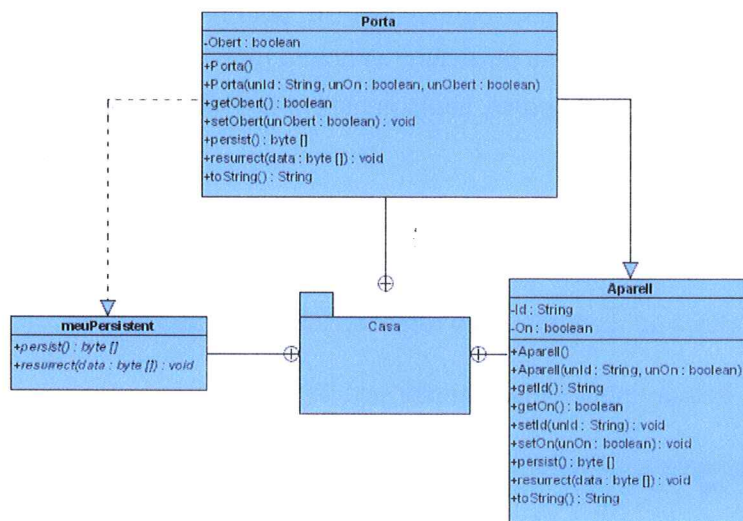 Porta
-Obert : boolean
+Porta()
+Porta(unId : String, unOn : boolean, unObert : boolean)
+getObert() : boolean
+setObert(unObert : boolean) : void
+persist() : byte []
+resurrect(data : byte []) : void
+toString() : String
meuPersistent
+persist() : byte []
+resurrect(data : byte []) : void
Casa
Aparell
-Id : String
-On : boolean
+Aparell()
+Aparell(unId : String, unOn : boolean)
+getId() : String
+getOn() : boolean
+setId(unId : String) : void
+setOn(unOn : boolean) : void
+persist() : byte []
+resurrect(data : byte []) : void
+toString() : String